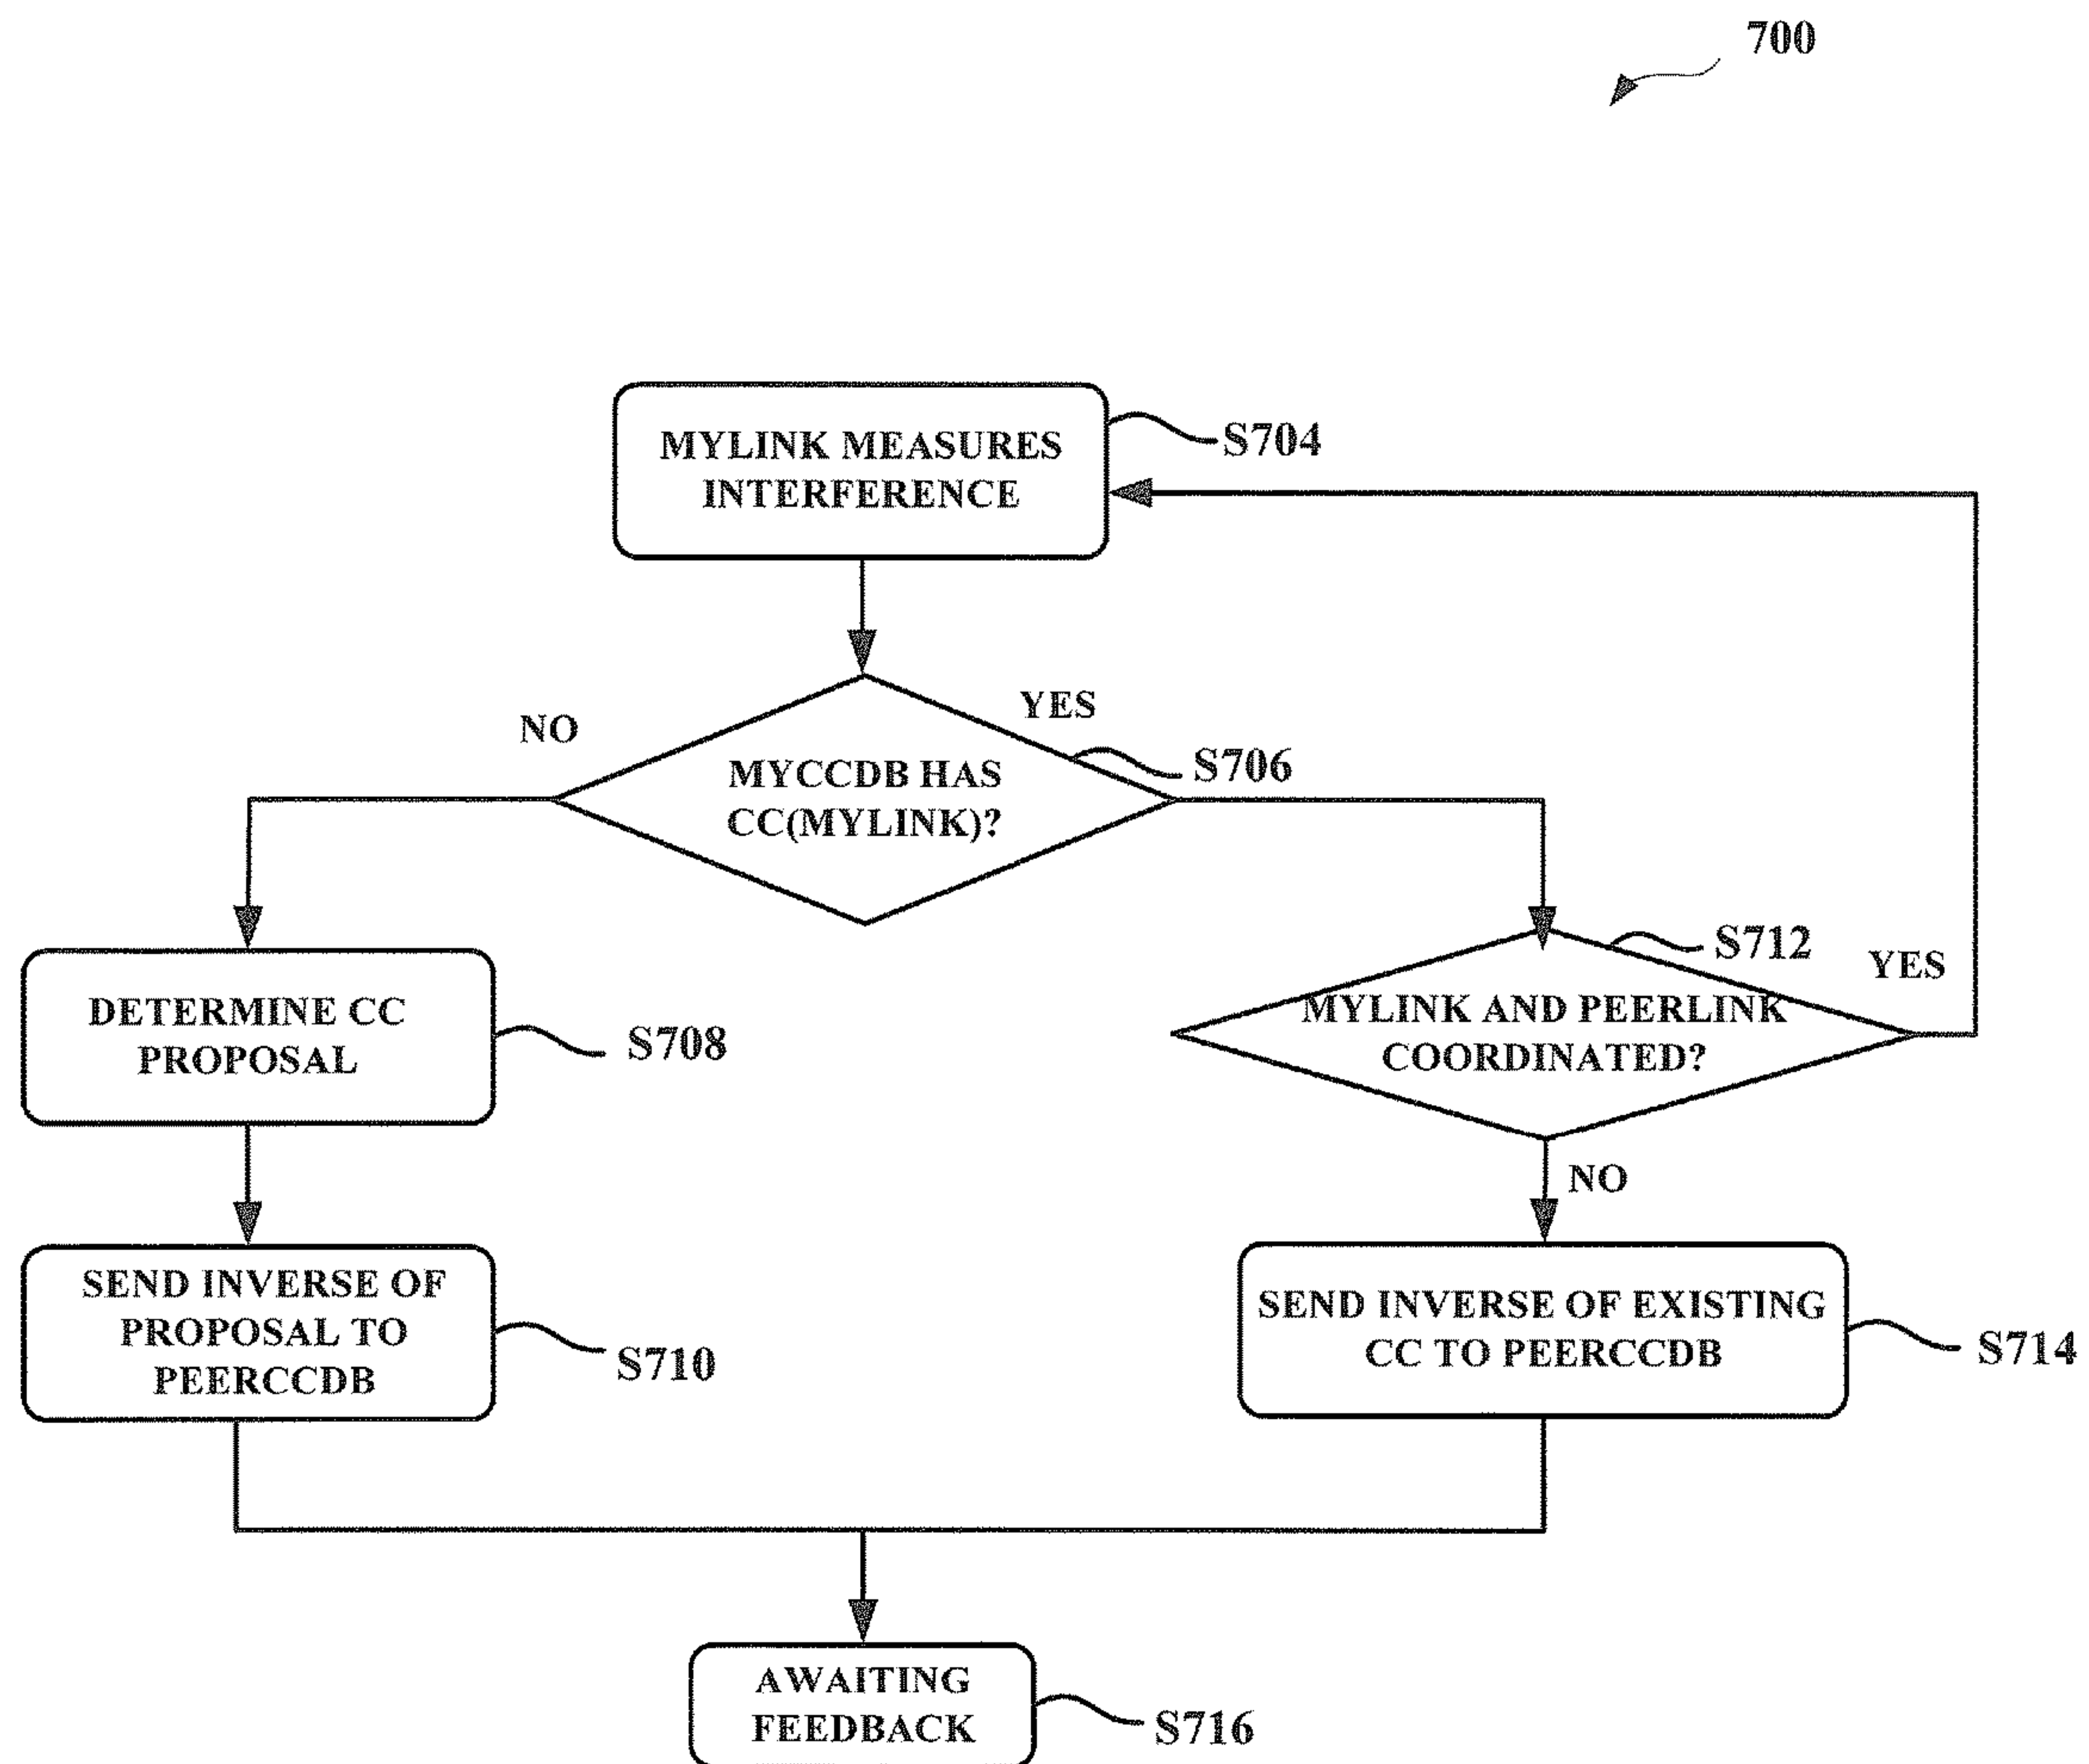 700
MYLINK MEASURES
INTERFERENCE
S704
NO
YES
MYCCDB HAS
CC(MYLINK)?
S706
DETERMINE CC
PROPOSAL
S708
MYLINK AND PEERLINK
COORDINATED?
S712
YES
NO
SEND INVERSE OF
PROPOSAL TO
PEERCCDB
S710
SEND INVERSE OF EXISTING
CC TO PEERCCDB
S714
AWAITING
FEEDBACK
S716